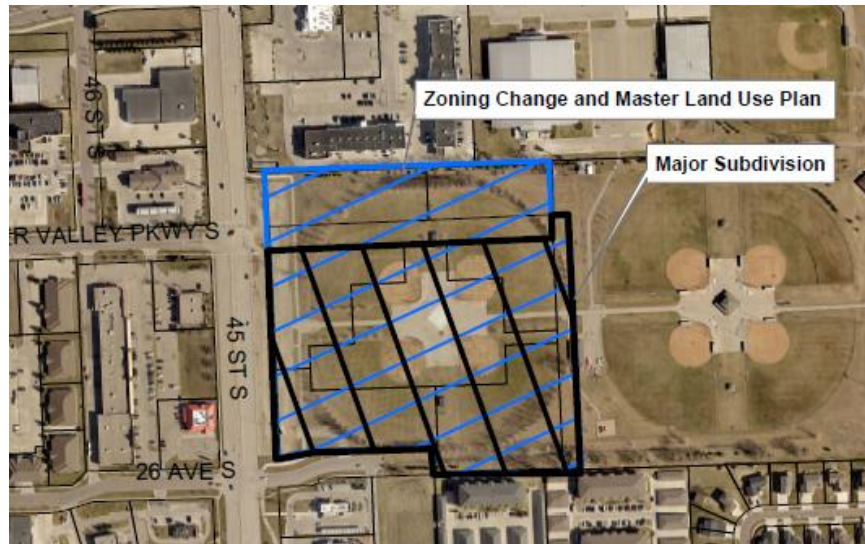 Zoning Change and Master Land Use Plan
46 ST S
Major Subdivision
R VALLEY PKWY S
45 ST S
26 AVE S